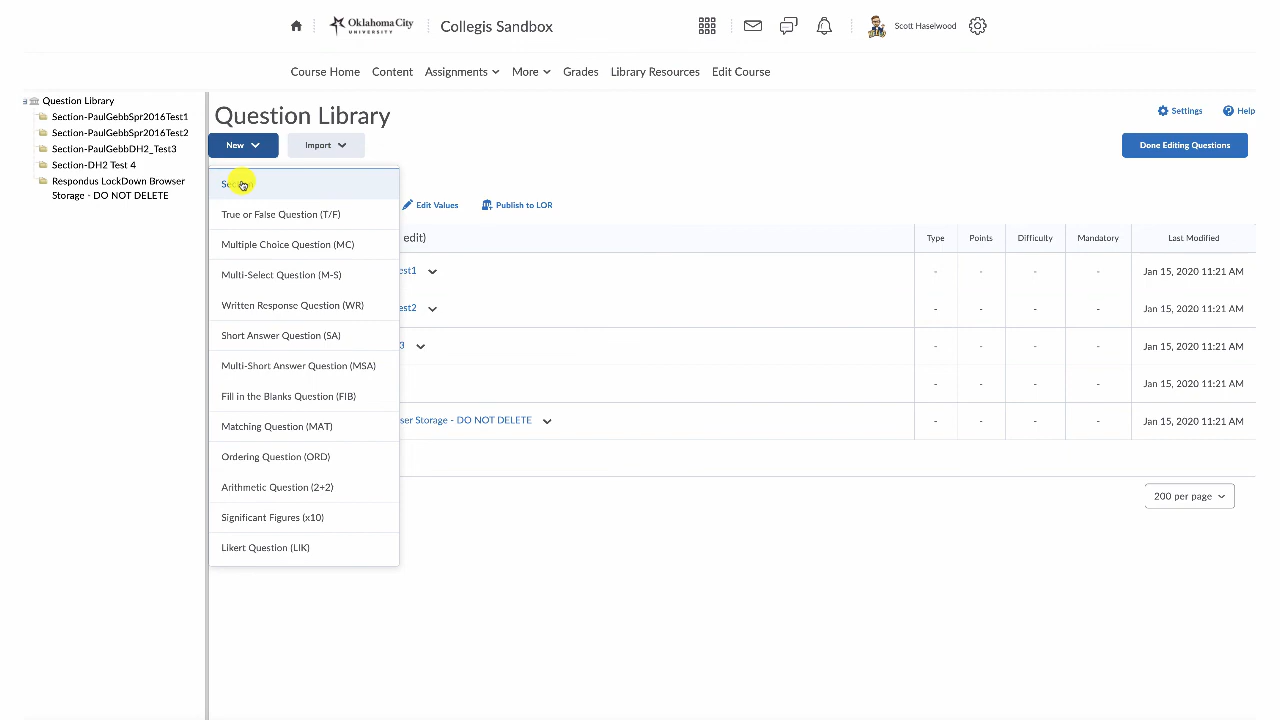 Oklahoma City
UNIVERSITY
Collegis Sandbox
Scott Haselwood
Course Home
Content
Assignments
More
Grades
Library Resources
Edit Course
Question Library
Section-PaulGebbSpr2016Test1
Section-PaulGebbSpr2016Test2
Section-PaulGebbDH2_Test3
Section-DH2 Test 4
Respondus LockDown Browser
Storage - DO NOT DELETE
Question Library
Settings
Help
New
Import
Done Editing Questions
True or False Question (T/F)
Multiple Choice Question (MC)
Multi-Select Question (M-S)
Written Response Question (WR)
Short Answer Question (SA)
Multi-Short Answer Question (MSA)
Fill in the Blanks Question (FIB)
Matching Question (MAT)
Ordering Question (ORD)
Arithmetic Question (2+2)
Significant Figures (x10)
Likert Question (LIK)
Edit Values
Publish to LOR
edit)
Type
Points
Difficulty
Mandatory
Last Modified
est1
- - - - Jan 15, 2020 11:21 AM
est2
- - - - Jan 15, 2020 11:21 AM
3
- - - - Jan 15, 2020 11:21 AM
- - - - Jan 15, 2020 11:21 AM
ser Storage - DO NOT DELETE
- - - - Jan 15, 2020 11:21 AM
200 per page